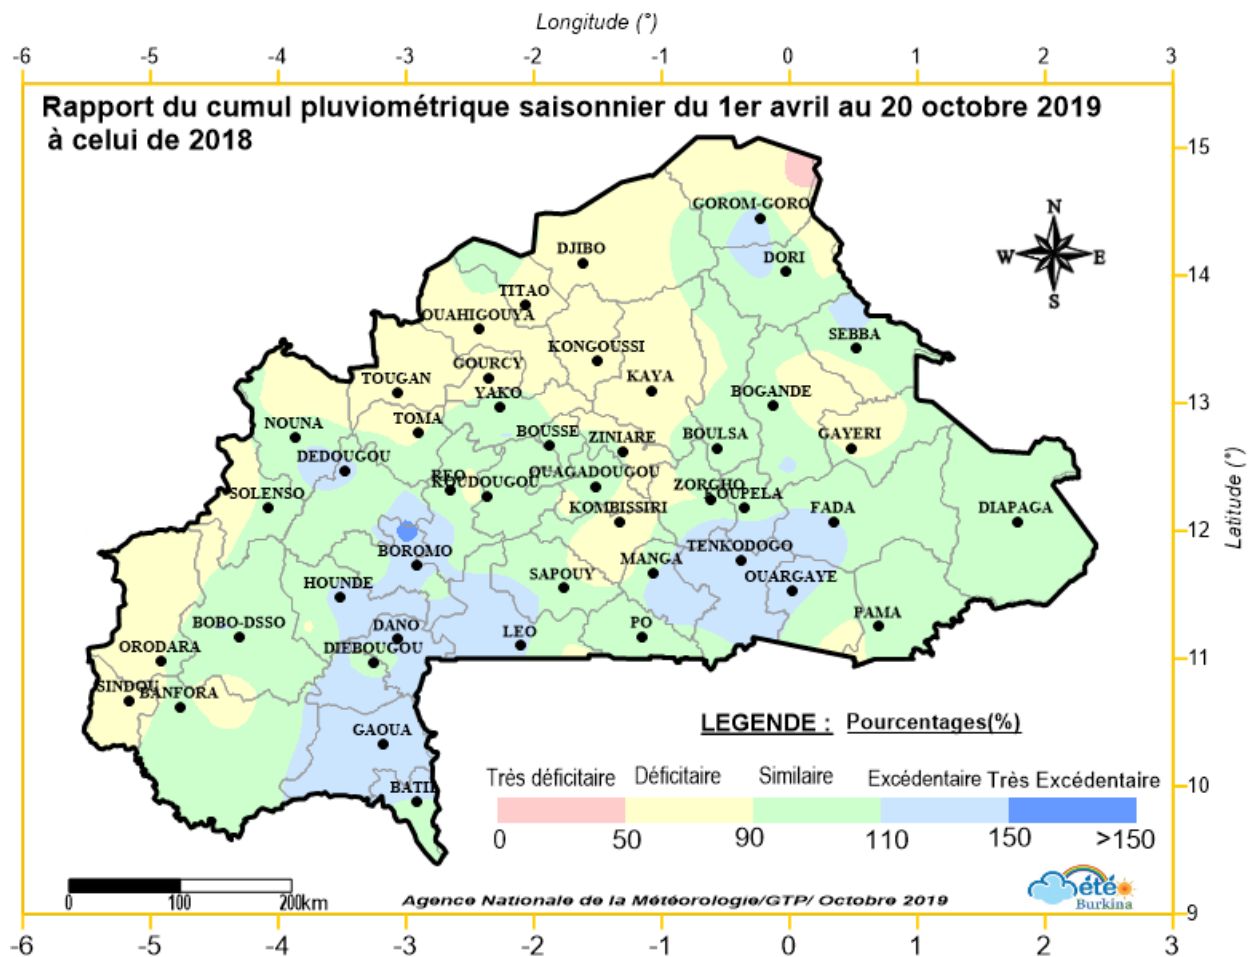 Longitude (°)
-6 -5 -4 -3 -2 -1 0 1 2 3
Rapport du cumul pluviométrique saisonnier du 1er avril au 20 octobre 2019
à celui de 2018
15
GOROM-GORO
N
DJIBO
W E
DORI
14
S
TITAO
OUAHIGOUYA
SEBBA
KONGOUSSI
GOURCY
TOUGAN
KAYA
YAKO
BOGANDE
13
TOMA
NOUNA
BOUSSE
ZINIARE
BOULSA
GAYERI
DEDOUGOU
OUAGADOUGOU
REO
KOUDOUGOU
ZORGHO
SOLENSO
KOUPELA
KOMBISSIRI
FADA
DIAPAGA
12
Latitude (°)
BOROMO
TENKODOGO
MANGA
SAPOUY
OUARGAYE
HOUNDE
PAMA
BOBO-DSSO
DANO
LEO
PO
ORODARA
DIEBOUGOU
11
SINDOU
BANFORA
GAOUA
LEGENDE : Pourcentages(%)
Très déficitaire Déficitaire Similaire Excédentaire Très Excédentaire
BATIE
10
0 50 90 110 150 >150
0 100 200km
Agence Nationale de la Météorologie/GTP/ Octobre 2019
été
Burkina
9
-6 -5 -4 -3 -2 -1 0 1 2 3